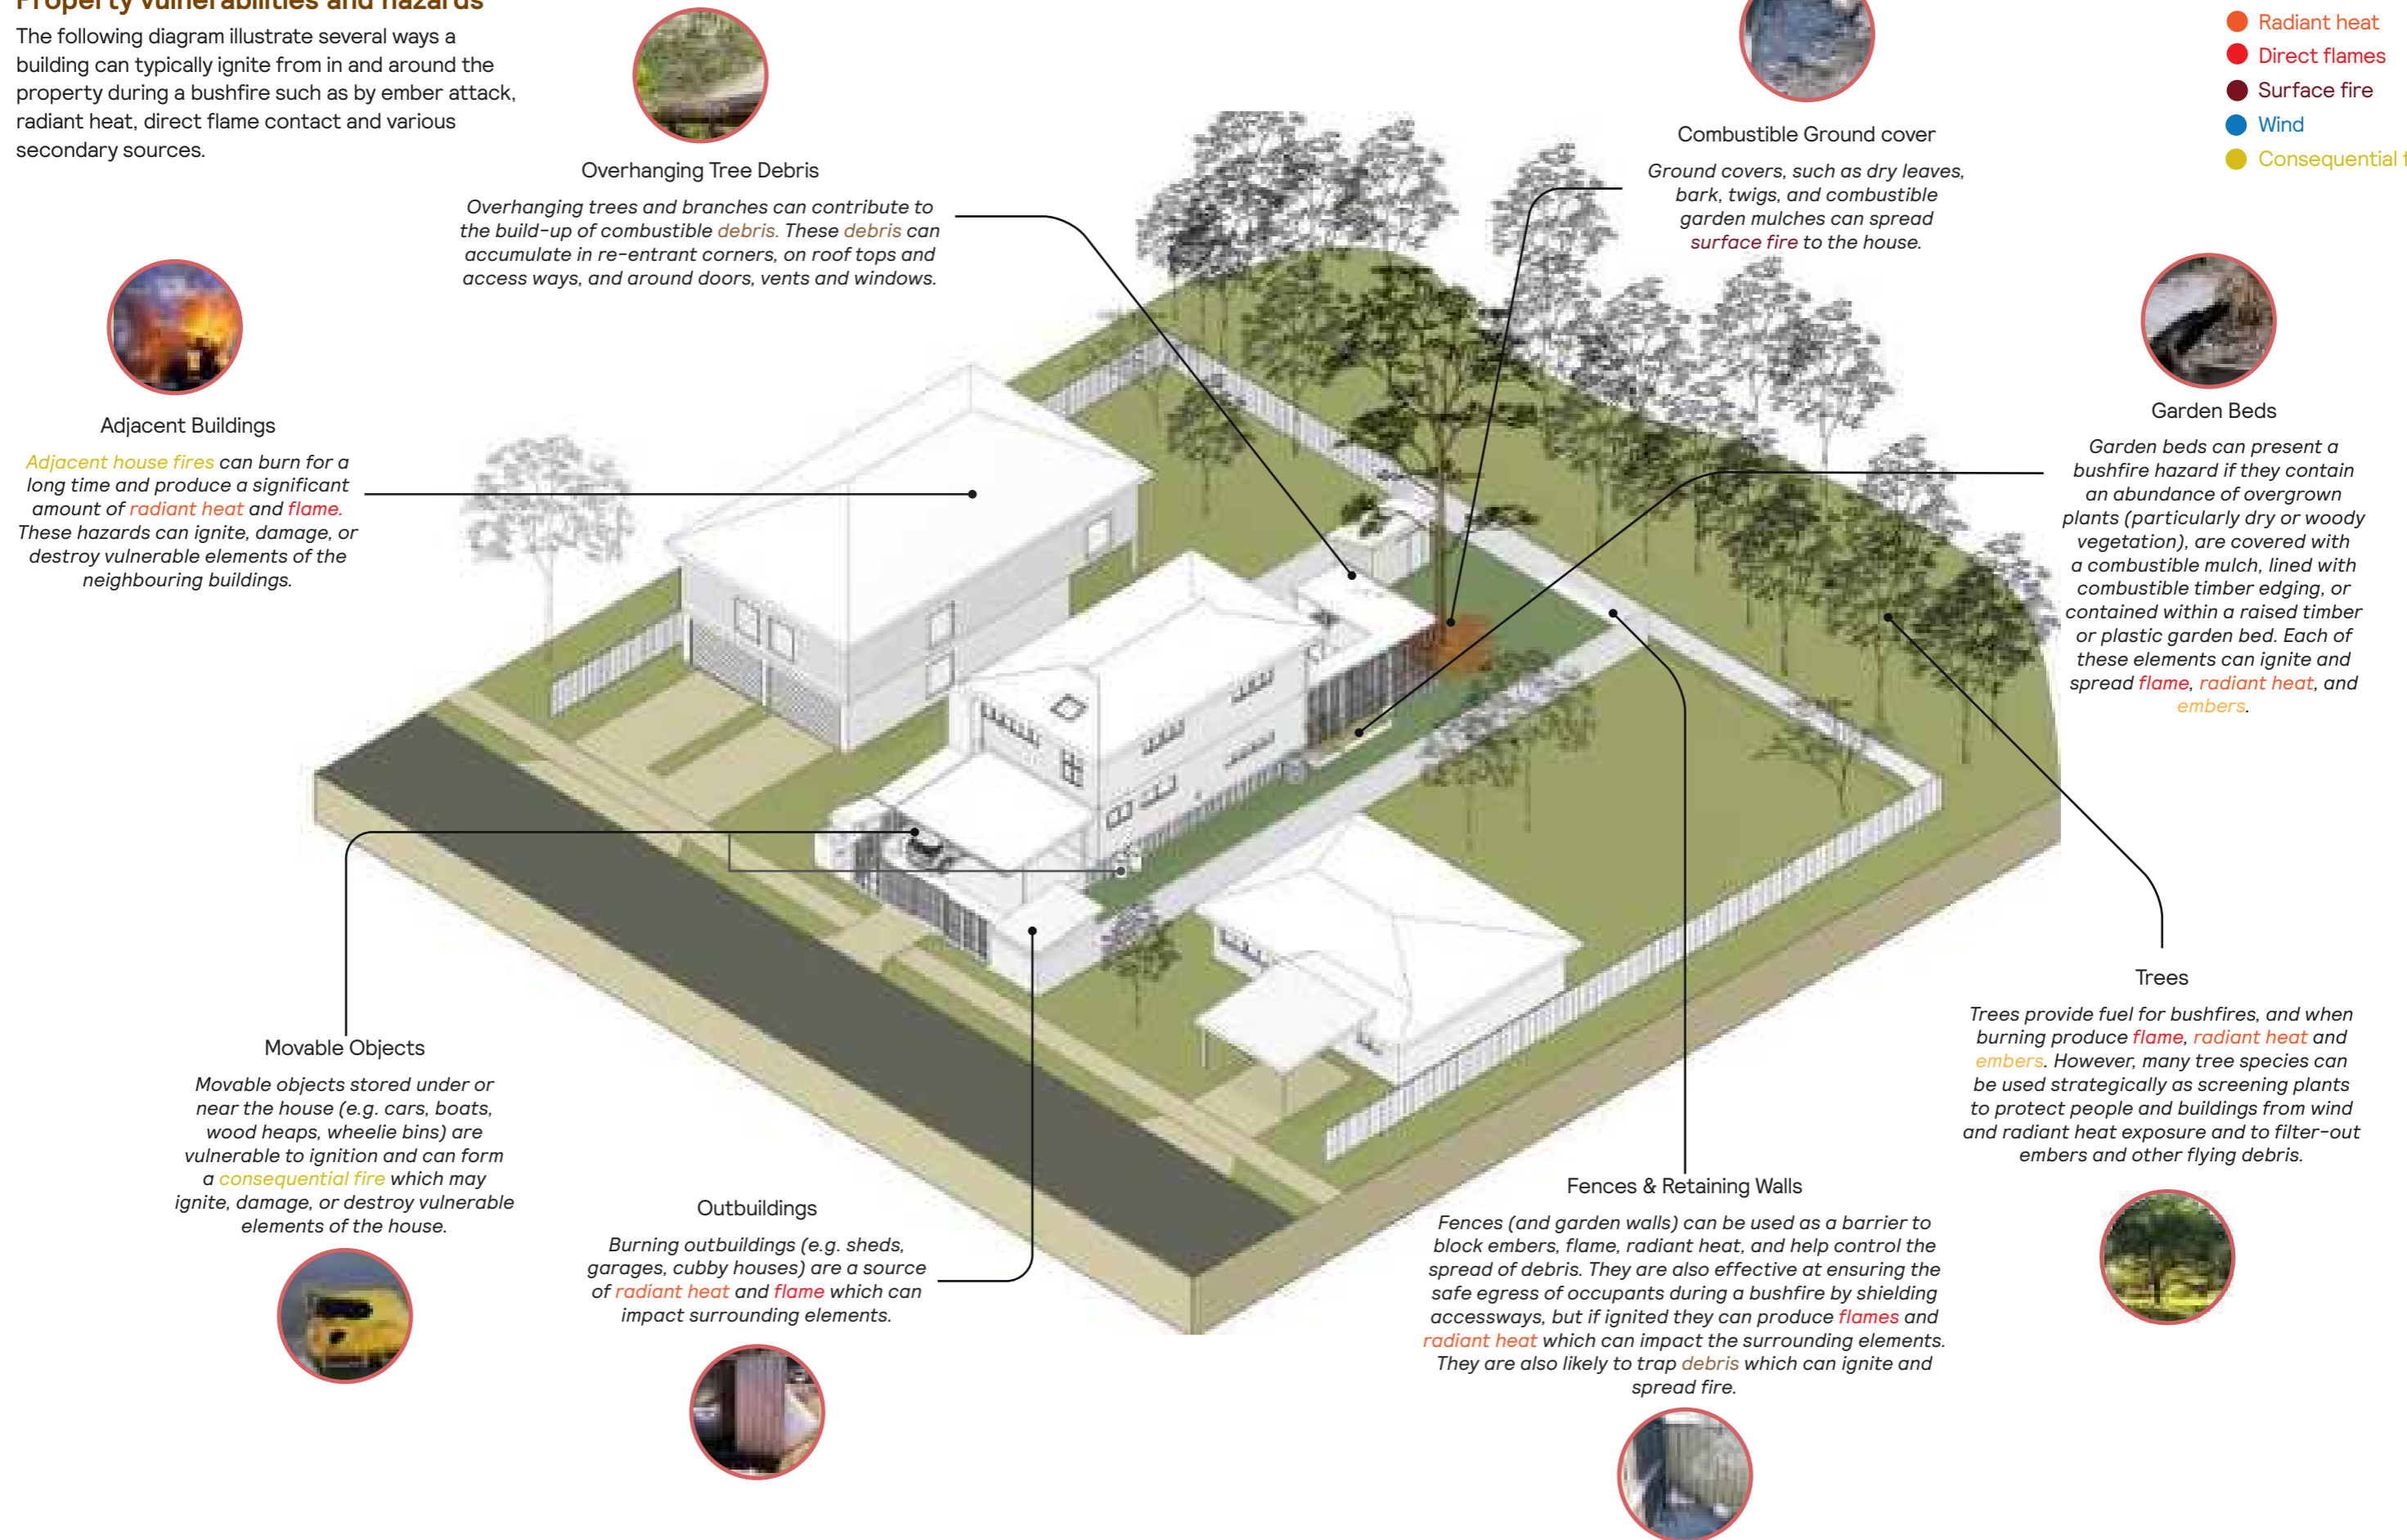 Property vulnerabilities and hazards
The following diagram illustrate several ways a
building can typically ignite from in and around the
property during a bushfire such as by ember attack,
radiant heat, direct flame contact and various
secondary sources.
Radiant heat
Direct flames
Surface fire
Wind
Consequential
Overhanging Tree Debris
Overhanging trees and branches can contribute to
the build-up of combustible debris. These debris can
accumulate in re-entrant corners, on roof tops and
access ways, and around doors, vents and windows.
Combustible Ground cover
Ground covers, such as dry leaves,
bark, twigs, and combustible
garden mulches can spread
surface fire to the house.
Adjacent Buildings
Adjacent house fires can burn for a
long time and produce a significant
amount of radiant heat and flame.
These hazards can ignite, damage, or
destroy vulnerable elements of the
neighbouring buildings.
Garden Beds
Garden beds can present a
bushfire hazard if they contain
an abundance of overgrown
plants (particularly dry or woody
vegetation), are covered with
a combustible mulch, lined with
combustible timber edging, or
contained within a raised timber
or plastic garden bed. Each of
these elements can ignite and
spread flame, radiant heat, and
embers.
Movable Objects
Movable objects stored under or
near the house (e.g. cars, boats,
wood heaps, wheelie bins) are
vulnerable to ignition and can form
a consequential fire which may
ignite, damage, or destroy vulnerable
elements of the house.
Outbuildings
Burning outbuildings (e.g. sheds,
garages, cubby houses) are a source
of radiant heat and flame which can
impact surrounding elements.
Fences & Retaining Walls
Fences (and garden walls) can be used as a barrier to
block embers, flame, radiant heat, and help control the
spread of debris. They are also effective at ensuring the
safe egress of occupants during a bushfire by shielding
accessways, but if ignited they can produce flames and
radiant heat which can impact the surrounding elements.
They are also likely to trap debris which can ignite and
spread fire.
Trees
Trees provide fuel for bushfires, and when
burning produce flame, radiant heat and
embers. However, many tree species can
be used strategically as screening plants
to protect people and buildings from wind
and radiant heat exposure and to filter-out
embers and other flying debris.